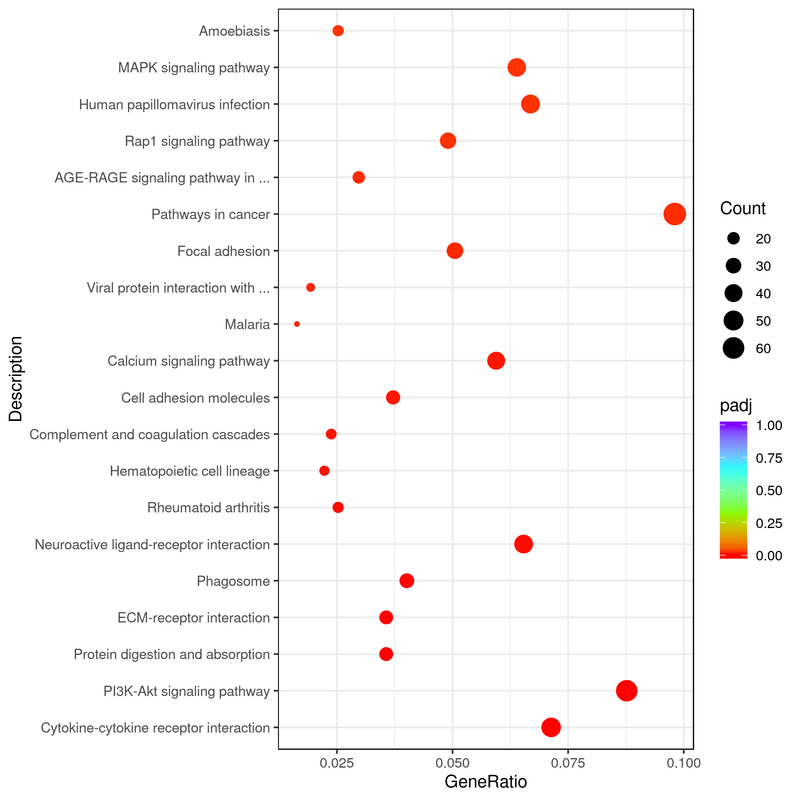 Amoebiasis
MAPK signaling pathway
Human papillomavirus infection
Rap1 signaling pathway
AGE-RAGE signaling pathway in ...
Pathways in cancer
Focal adhesion
Viral protein interaction with ...
Malaria
Calcium signaling pathway
Cell adhesion molecules
Complement and coagulation cascades
Hematopoietic cell lineage
Rheumatoid arthritis
Neuroactive ligand-receptor interaction
Phagosome
ECM-receptor interaction
Protein digestion and absorption
PI3K-Akt signaling pathway
Cytokine-cytokine receptor interaction
Description
0.025 0.050 0.075 0.100
GeneRatio
Count
20
30
40
50
60
padj
1.00
0.75
0.50
0.25
0.00